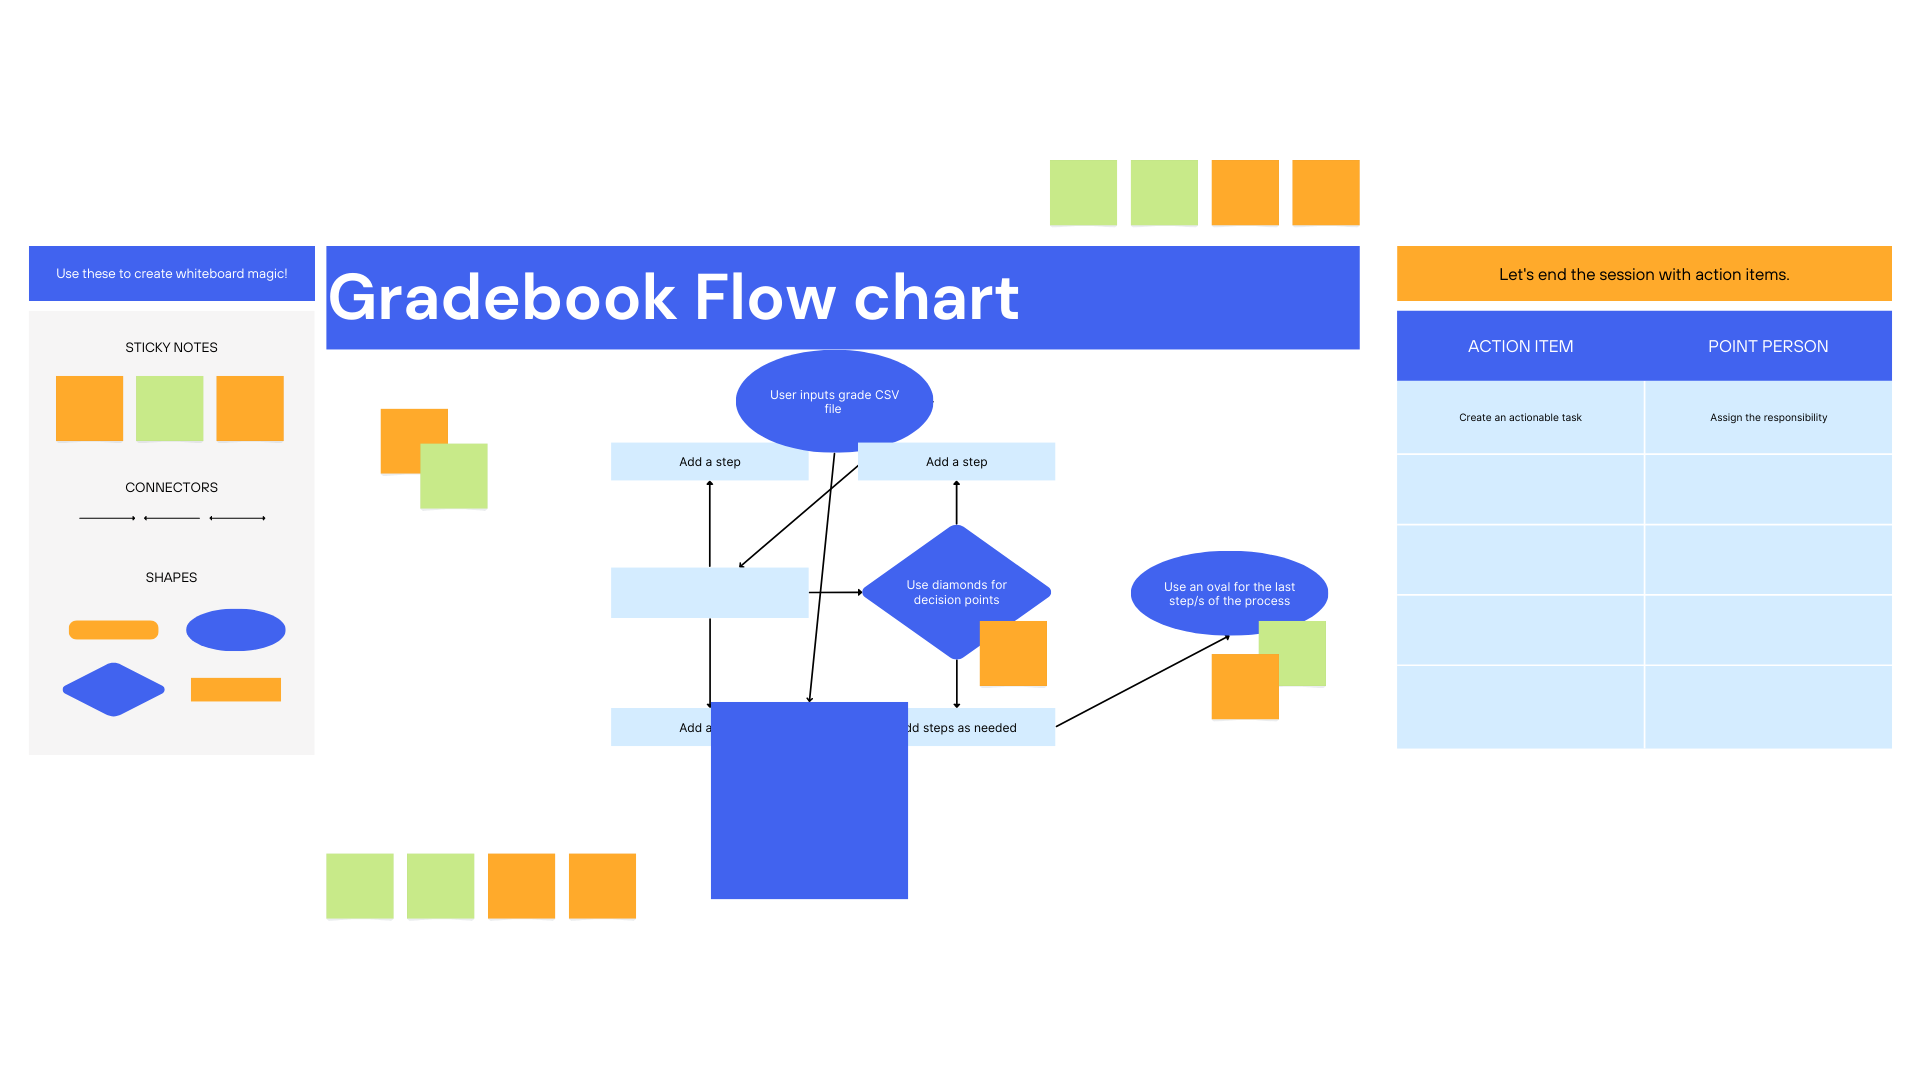 Use these to create whiteboard magic!
STICKY NOTES
CONNECTORS
SHAPES
Gradebook Flow chart
User inputs grade CSV
file
Add a step
Add a step
Use diamonds for
decision points
Use an oval for the last
step/s of the process
Add a
dd steps as needed
Let's end the session with action items.
ACTION ITEM
POINT PERSON
Create an actionable task
Assign the responsibility